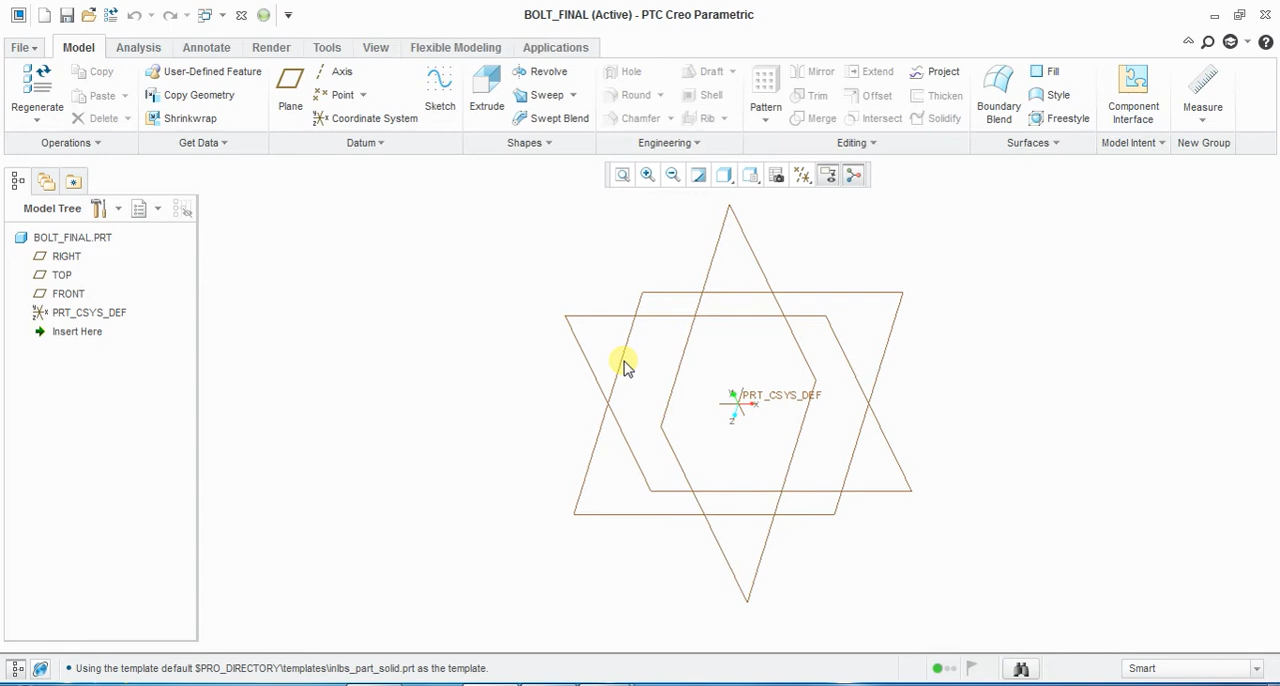 BOLT_FINAL (Active) - PTC Creo Parametric
File Model Analysis Annotate Render Tools View Flexible Modeling Applications
Regenerate
Copy
Paste
Delete
Operations
User-Defined Feature
Copy Geometry
Shrinkwrap
Get Data
Plane
Axis
Point
Coordinate System
Sketch
Datum
Extrude
Revolve
Sweep
Swept Blend
Shapes
Hole
Round
Chamfer
Draft
Shell
Rib
Engineering
Pattern
Mirror
Trim
Merge
Extend
Offset
Intersect
Project
Thicken
Solidify
Editing
Boundary
Blend
Fill
Style
Freestyle
Surfaces
Component
Interface
Model Intent
Measure
New Group
Model Tree
BOLT_FINAL.PRT
RIGHT
TOP
FRONT
PRT_CSYS_DEF
Insert Here
PRT_CSYS_DEF
X
Z
• Using the template default $PRO_DIRECTORY\templates\inlbs_part_solid.prt as the template.
Smart